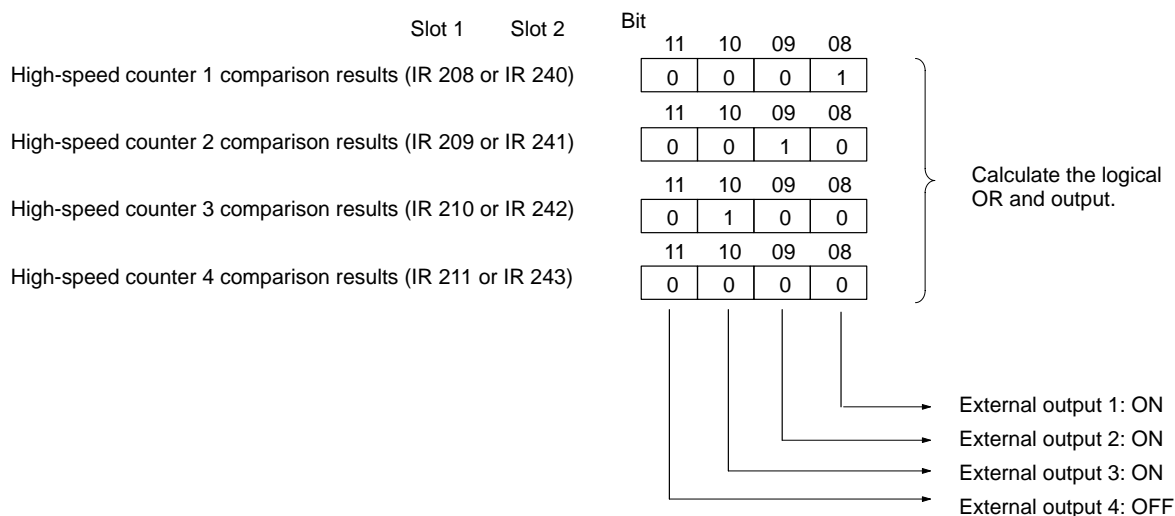 Slot 1 Slot 2 Bit
11 10 09 08
High-speed counter 1 comparison results (IR 208 or IR 240) 0 0 0 1
11 10 09 08
High-speed counter 2 comparison results (IR 209 or IR 241) 0 0 1 0
11 10 09 08
High-speed counter 3 comparison results (IR 210 or IR 242) 0 1 0 0
11 10 09 08
High-speed counter 4 comparison results (IR 211 or IR 243) 0 0 0 0
Calculate the logical
OR and output.
External output 1: ON
External output 2: ON
External output 3: ON
External output 4: OFF